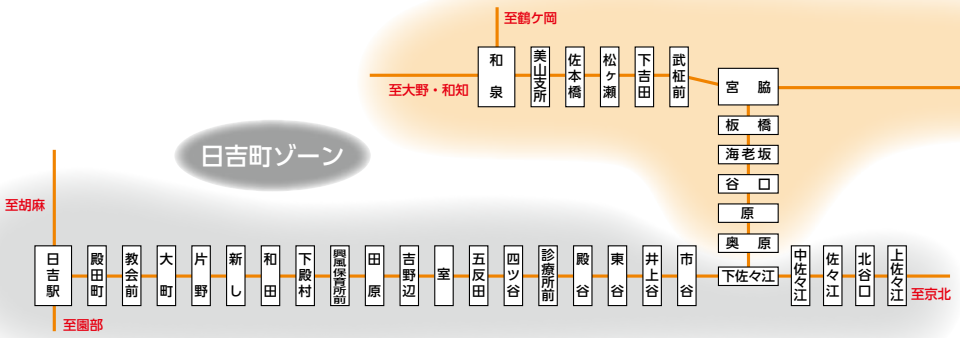 至鶴ケ岡
至大野・和知
和泉
美山支所
佐本橋
松ヶ瀬
下吉田
武柾前
宮脇
板橋
海老坂
谷口
原
奥原
下佐々江
日吉町ゾーン
至胡麻
日吉駅
殿田町
教会前
大町
片野
新し
和田
下殿村
興風保育所前
田原
吉野辺
室
五反田
四ツ谷
診療所前
殿谷
東谷
井上谷
市谷
中佐々江
佐々江
北谷口
上佐々江
至京北
至園部